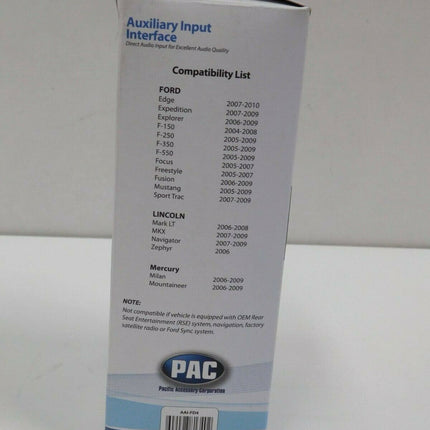 Auxiliary Input
Interface
Direct Audio Input for Excellent Audio Quality
Compatibility List
FORD
Edge 2007-2010
Expedition 2007-2009
Explorer 2006-2009
F-150 2004-2008
F-250 2005-2009
F-350 2005-2009
F-550 2005-2009
Focus 2005-2007
Freestyle 2005-2007
Fusion 2006-2009
Mustang 2005-2009
Sport Trac 2007-2009
LINCOLN
Mark LT 2006-2008
MKX 2007-2009
Navigator 2007-2009
Zephyr 2006
Mercury
Milan 2006-2009
Mountaineer 2006-2009
NOTE:
Not compatible if vehicle is equipped with OEM Rear
Seat Entertainment (RSE) system, navigation, factory
satellite radio or Ford Sync system.
PAC
Pacific Accessory Corporation
AAI-FD4